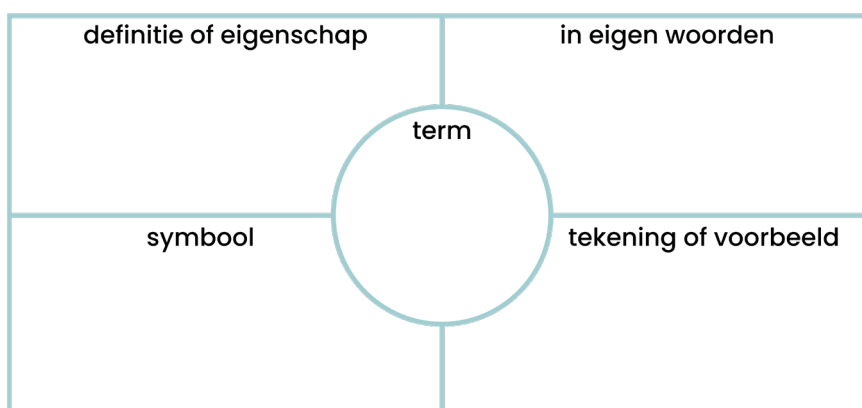 definitie of eigenschap
in eigen woorden
term
symbool
tekening of voorbeeld